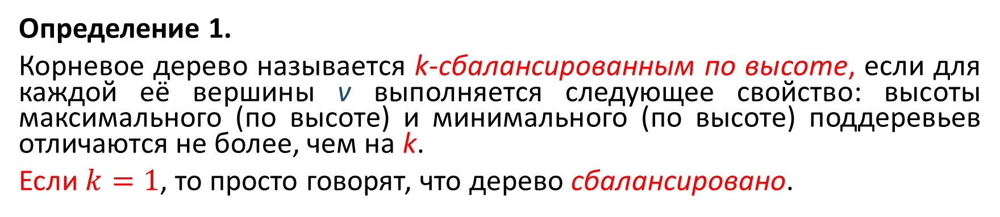 Определение 1.
Корневое дерево называется k-сбалансированным по высоте, если для
каждой её вершины v выполняется следующее свойство: высоты
максимального (по высоте) и минимального (по высоте) поддеревьев
отличаются не более, чем на k.
Если k = 1, то просто говорят, что дерево сбалансировано.